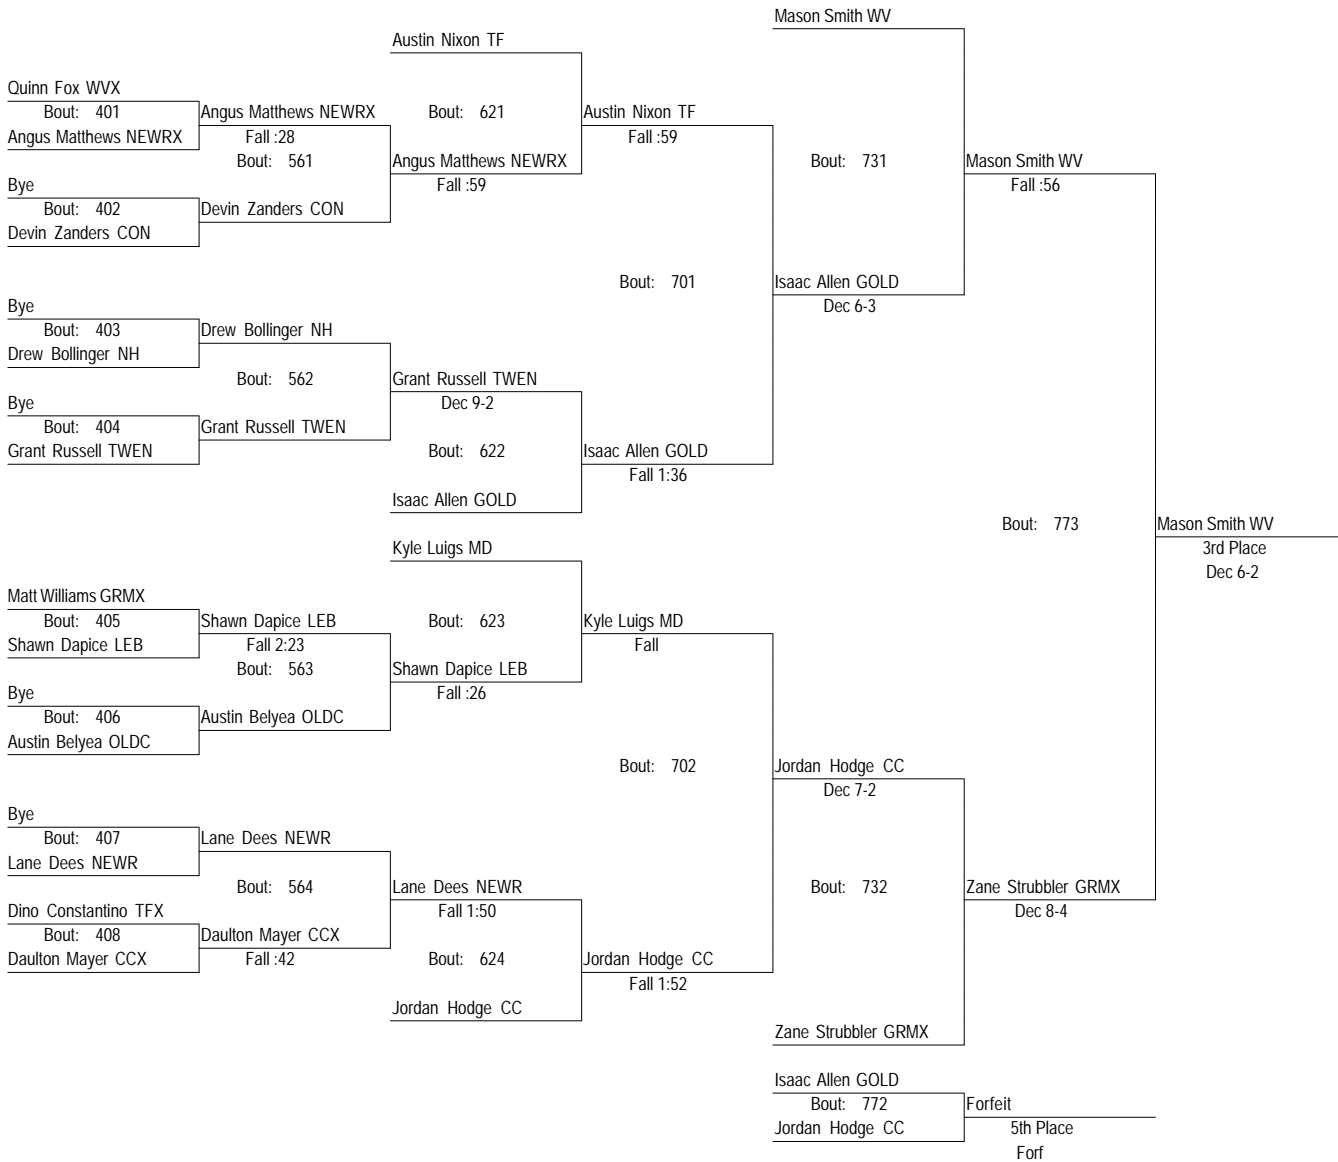 Mason Smith WV
Austin Nixon TF
Quinn Fox WVX
Bout: 401
Angus Matthews NEWRX
Angus Matthews NEWRX
Fall :28
Bout: 561
Bout: 621
Austin Nixon TF
Fall :59
Angus Matthews NEWRX
Fall :59
Bout: 731
Mason Smith WV
Fall :56
Bye
Bout: 402
Devin Zanders CON
Devin Zanders CON
Bout: 701
Isaac Allen GOLD
Dec 6-3
Bye
Bout: 403
Drew Bollinger NH
Drew Bollinger NH
Bout: 562
Grant Russell TWEN
Dec 9-2
Bye
Bout: 404
Grant Russell TWEN
Grant Russell TWEN
Bout: 622
Isaac Allen GOLD
Fall 1:36
Isaac Allen GOLD
Bout: 773
Mason Smith WV
3rd Place
Dec 6-2
Kyle Luigs MD
Matt Williams GRMX
Bout: 405
Shawn Dapice LEB
Shawn Dapice LEB
Fall 2:23
Bout: 563
Bout: 623
Kyle Luigs MD
Fall
Shawn Dapice LEB
Fall :26
Bye
Bout: 406
Austin Belyea OLDC
Austin Belyea OLDC
Bout: 702
Jordan Hodge CC
Dec 7-2
Bye
Bout: 407
Lane Dees NEWR
Lane Dees NEWR
Bout: 564
Lane Dees NEWR
Fall 1:50
Bout: 732
Zane Strubbler GRMX
Dec 8-4
Dino Constantino TFX
Bout: 408
Daulton Mayer CCX
Daulton Mayer CCX
Fall :42
Bout: 624
Jordan Hodge CC
Fall 1:52
Jordan Hodge CC
Zane Strubbler GRMX
Isaac Allen GOLD
Bout: 772
Jordan Hodge CC
Forfeit
5th Place
Forf